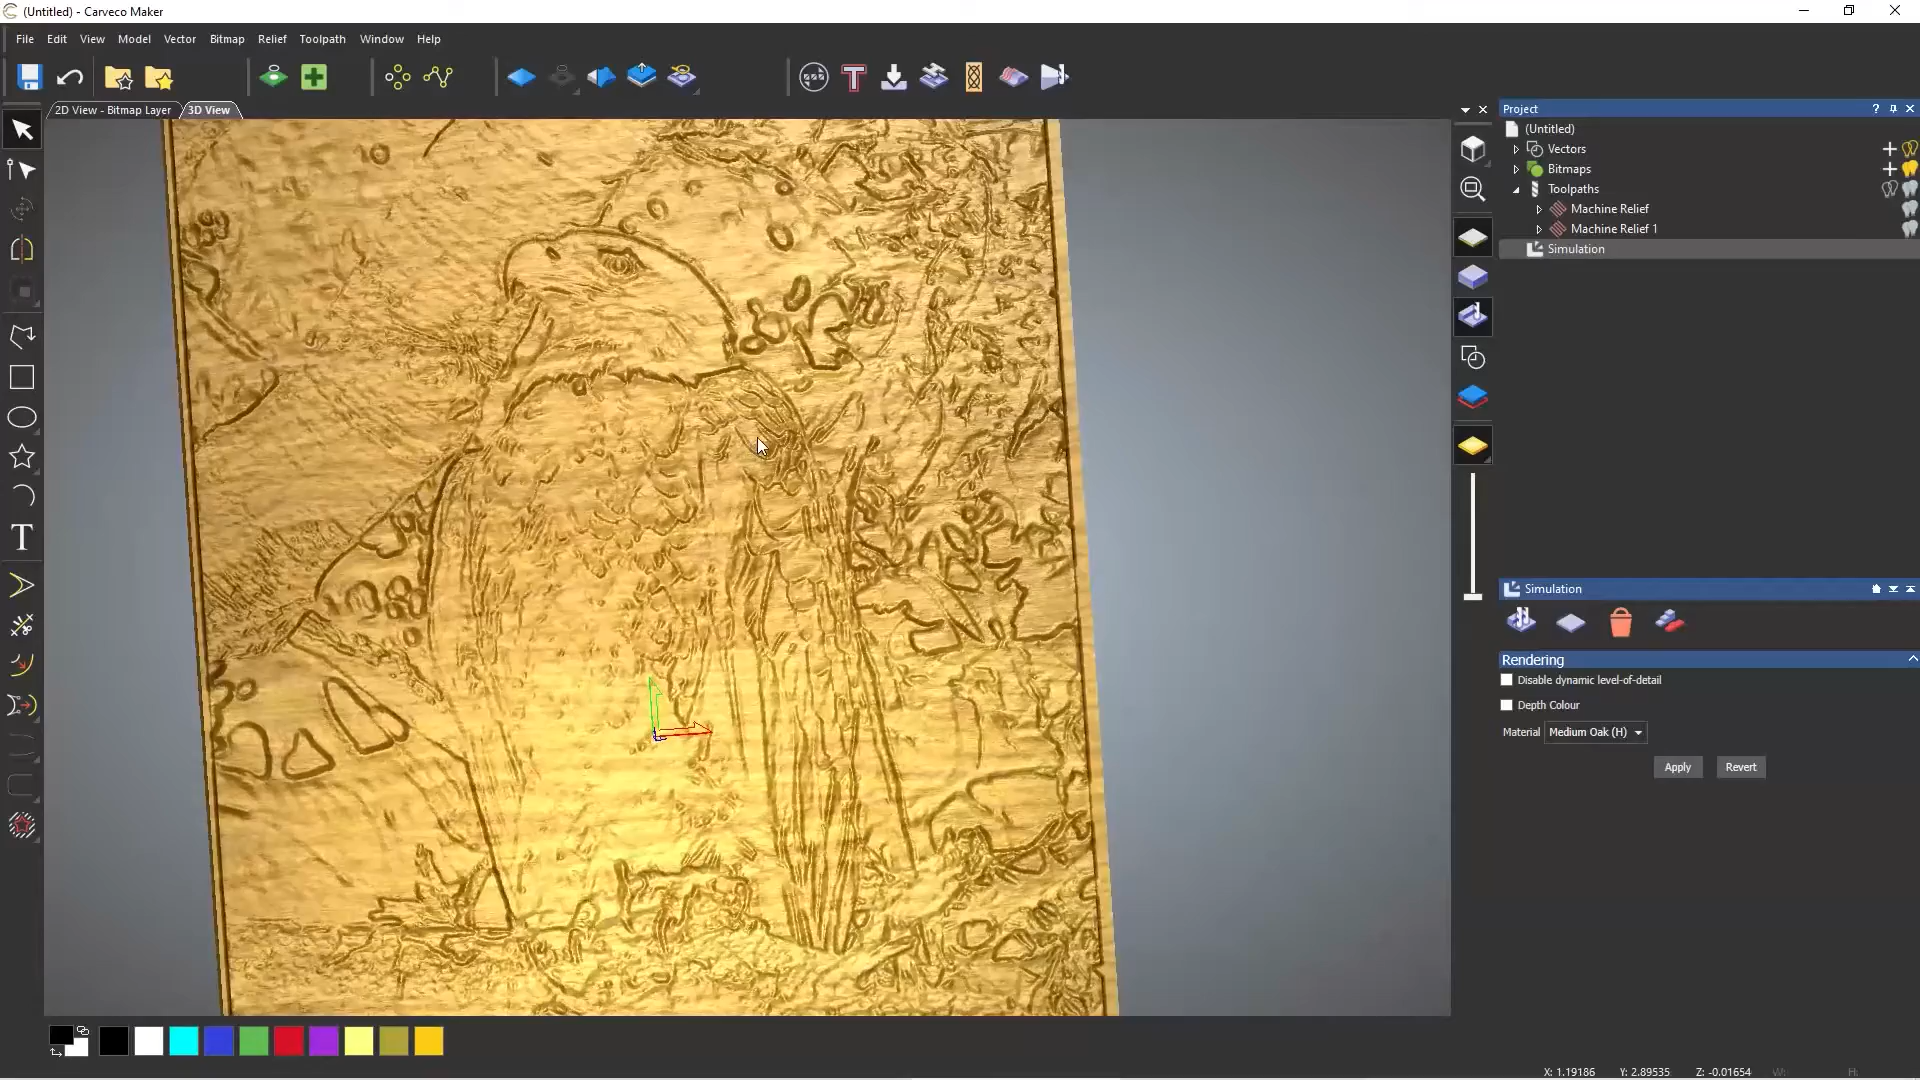 (Untitled) - Carveco Maker
File Edit View Model Vector Bitmap Relief Toolpath Window Help
2D View - Bitmap Layer 3D View
Project
(Untitled)
Vectors
Bitmaps
Toolpaths
Machine Relief
Machine Relief 1
Simulation
Simulation
Rendering
Disable dynamic level-of-detail
Depth Colour
Material Medium Oak (H)
Apply Revert
X: 1.19186 Y: 2.89535 Z: -0.01654 W: H: